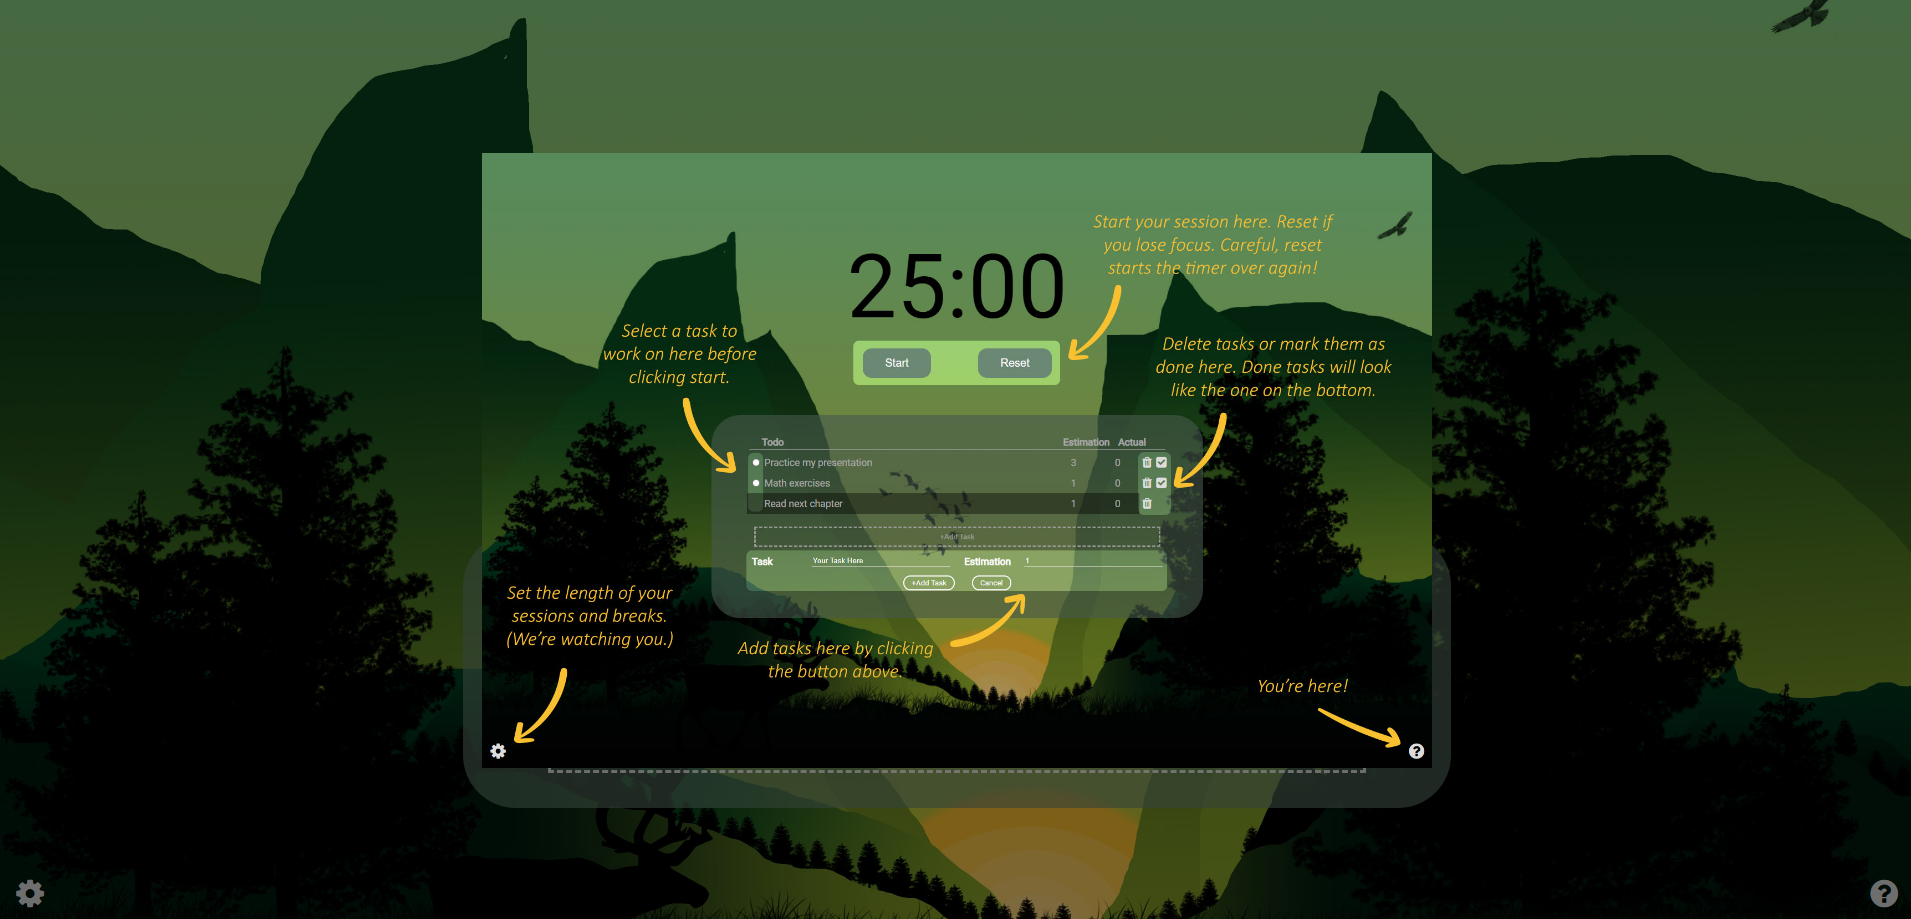 Start your session here. Reset if
you lose focus. Careful, reset
starts the timer over again!
25:00
Select a task to
work on here before
clicking start.
Start Reset
Delete tasks or mark them as
done here. Done tasks will look
like the one on the bottom.
Todo Estimation Actual
Practice my presentation 3 0
Math exercises 1 0
Read next chapter 1 0
+Add Task
Task Your Task Here Estimation 1
+Add Task Cancel
Set the length of your
sessions and breaks.
(We're watching you.)
Add tasks here by clicking
the button above.
You're here!
?
?